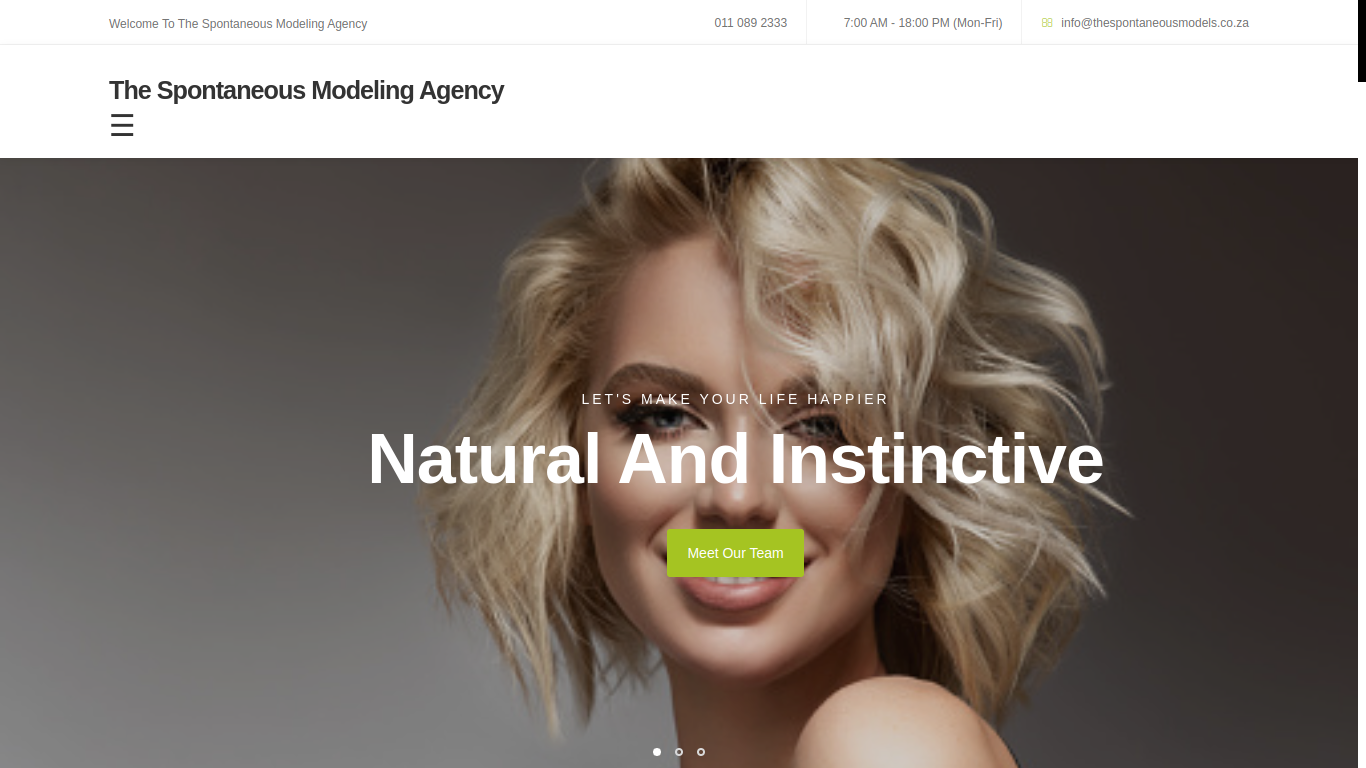 Welcome To The Spontaneous Modeling Agency
011 089 2333
7:00 AM - 18:00 PM (Mon-Fri)
info@thespontaneousmodels.co.za
The Spontaneous Modeling Agency
LET'S MAKE YOUR LIFE HAPPIER
Natural And Instinctive
Meet Our Team